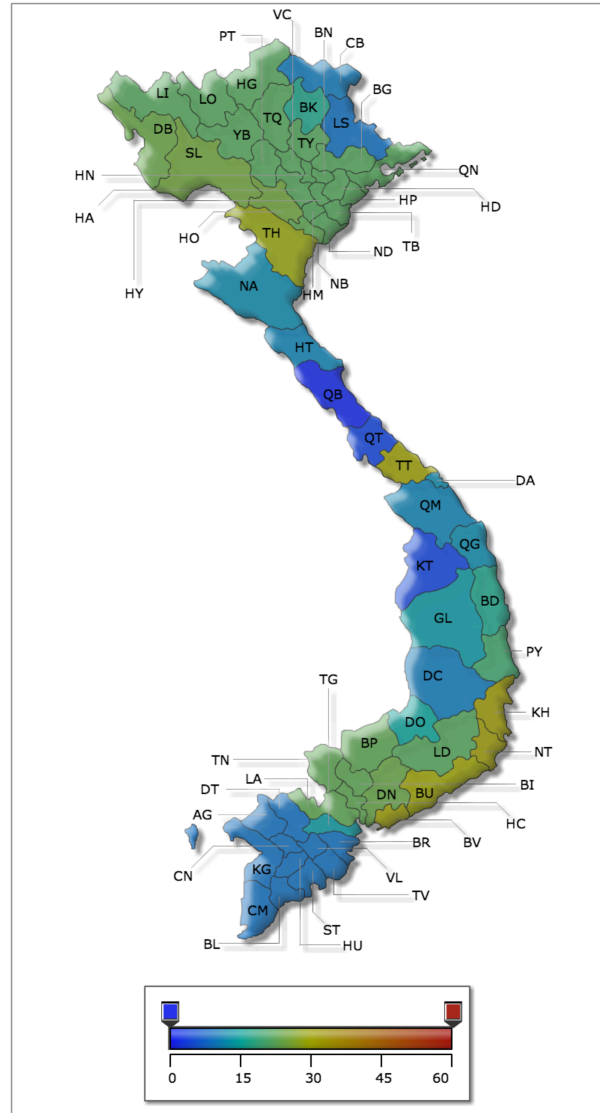 VC
PT
BN
CB
BG
LI
LO
HG
TQ
BK
LS
DB
SL
YB
TY
HN
QN
HA
HP
HD
HO
TH
ND
TB
HY
HM
NB
NA
HT
QB
QT
TT
DA
QM
QG
KT
BD
GL
PY
DC
TG
KH
DO
BP
LD
NT
TN
LA
BI
DT
DN
BU
AG
HC
BR
BV
CN
KG
VL
TV
CM
ST
BL
HU
0 15 30 45 60